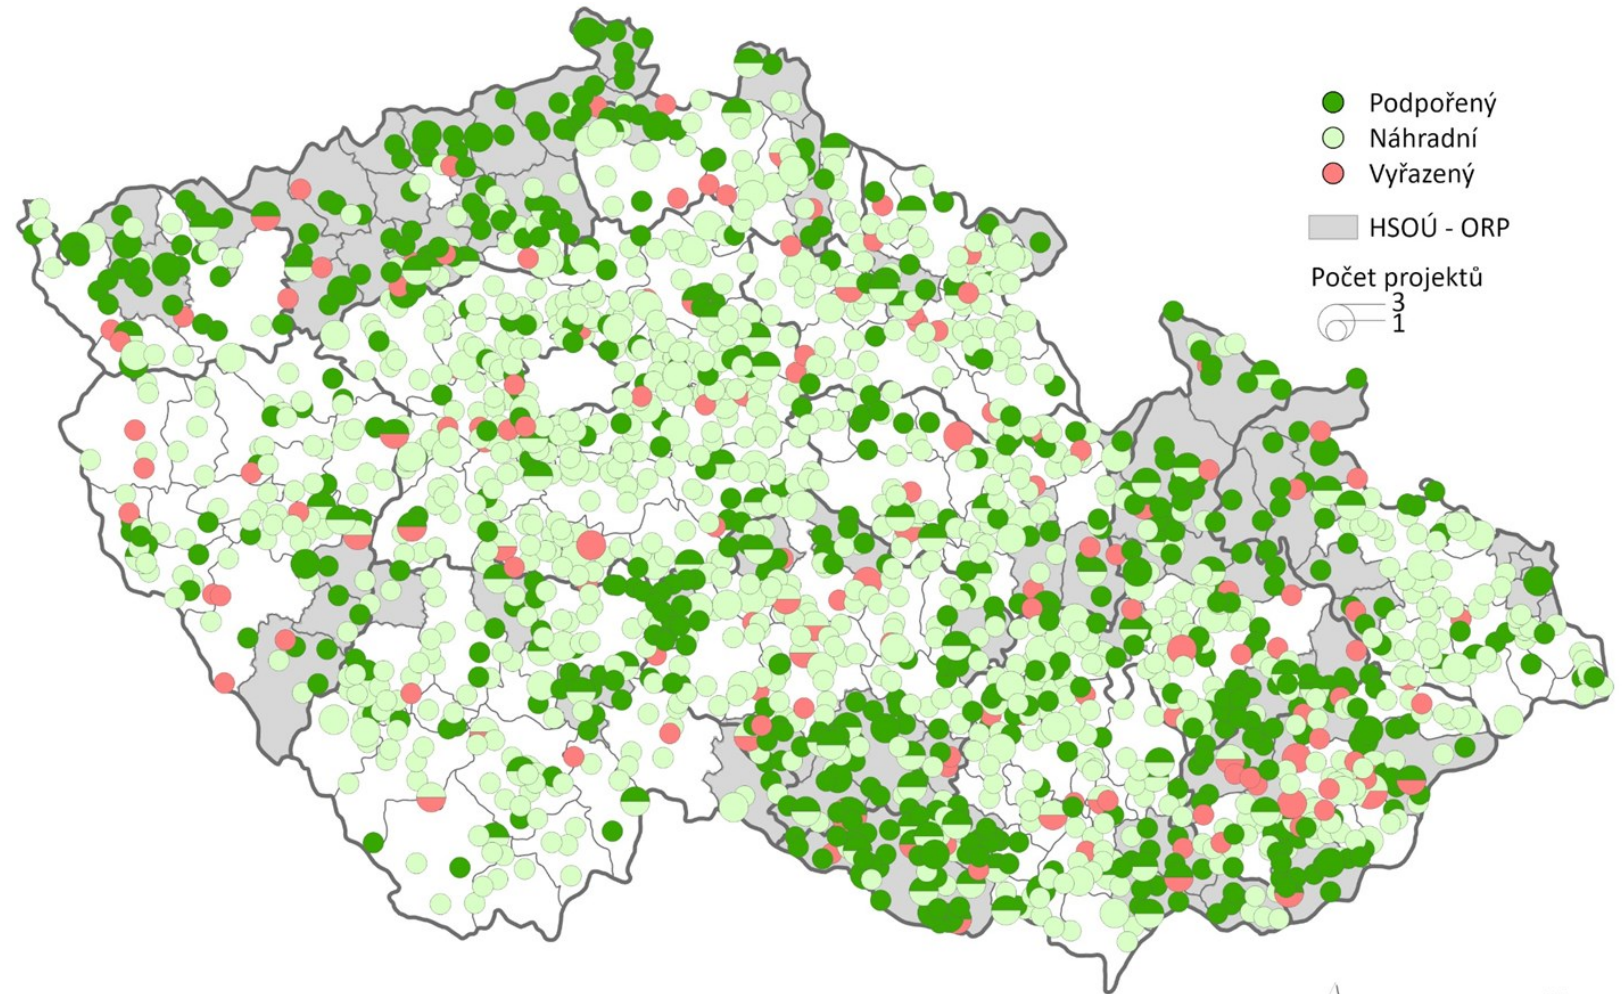 Podpořený
Náhradní
Vyřazený
HSOÚ - ORP
Počet projektů
3
1